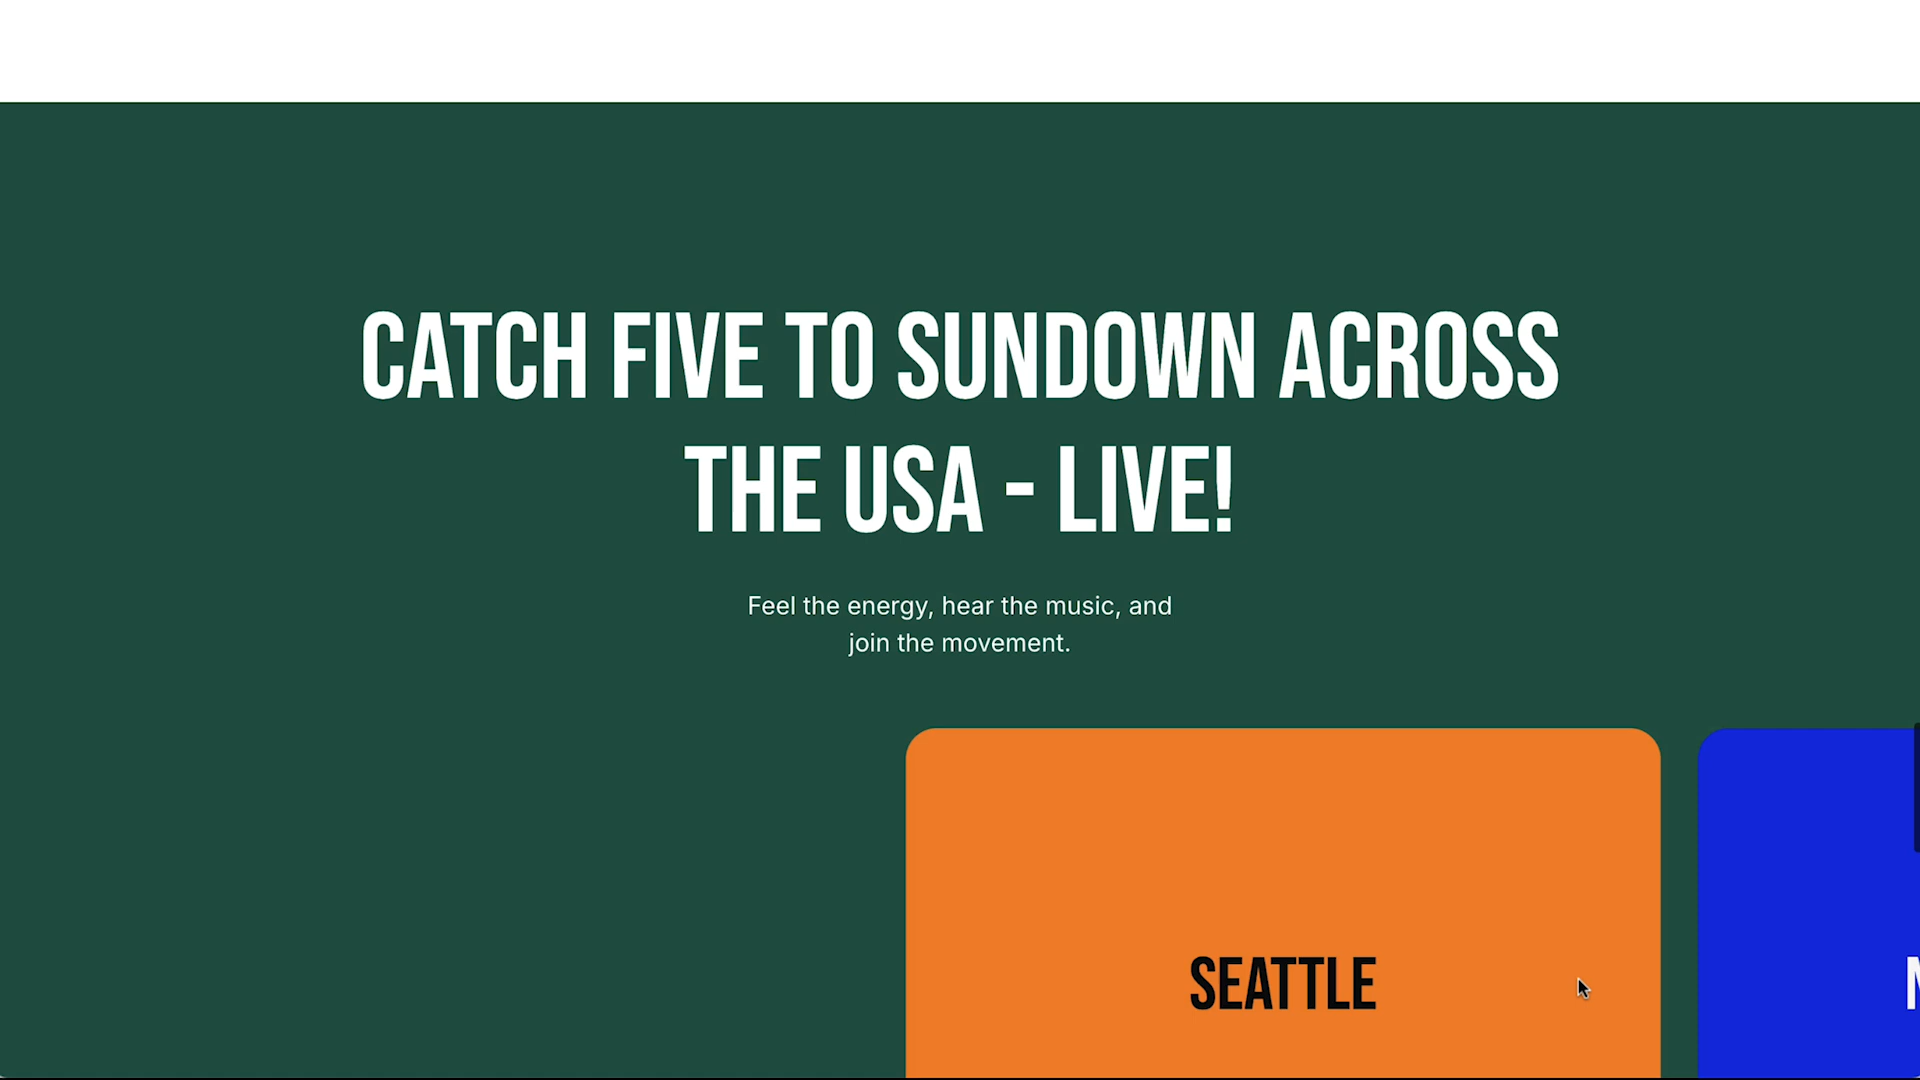 CATCH FIVE TO SUNDOWN ACROSS
THE USA - LIVE!
Feel the energy, hear the music, and
join the movement.
SEATTLE